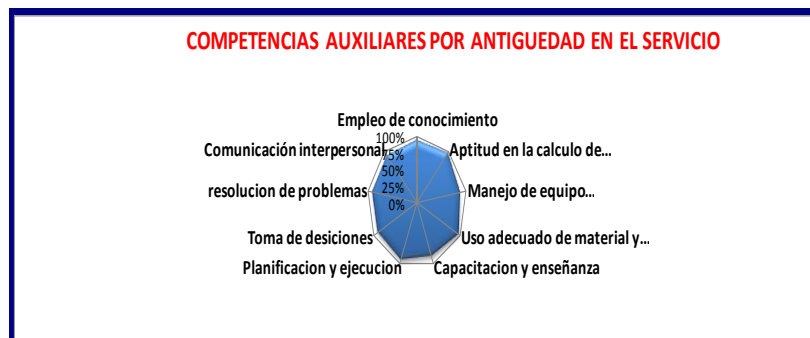 COMPETENCIAS AUXILIARES POR ANTIGUEDAD EN EL SERVICIO
Empleo de conocimiento
100%
Comunicación interpersonal
75%
Aptitud en la calculo de...
50%
resolucion de problemas
25%
Manejo de equipo...
0%
Toma de desiciones
Uso adecuado de material y...
Planificacion y ejecucion
Capacitacion y enseñanza